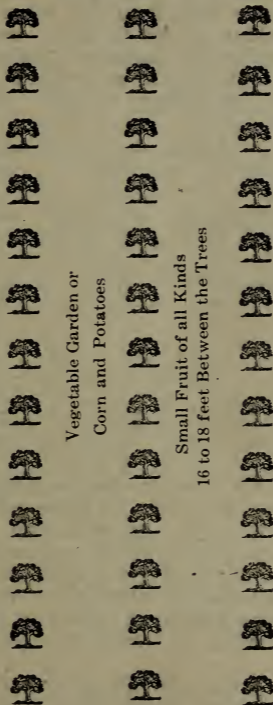 Vegetable Garden or
Corn and Potatoes
Small Fruit of all Kinds
16 to 18 feet Between the Trees